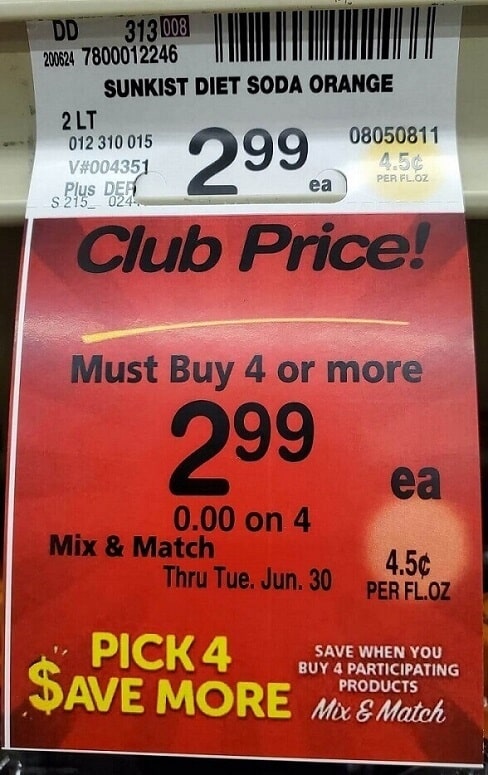 DD 313 008
200624 7800012246
SUNKIST DIET SODA ORANGE
2 LT
012 310 015
V#004351
Plus DEP
S 215_ 024
2.99 ea
08050811
4.5¢
PER FL.OZ
Club Price!
Must Buy 4 or more
2.99 ea
0.00 on 4
Mix & Match
Thru Tue. Jun. 30
4.5¢
PER FL.OZ
PICK 4
$AVE MORE
SAVE WHEN YOU
BUY 4 PARTICIPATING
PRODUCTS
Mix & Match